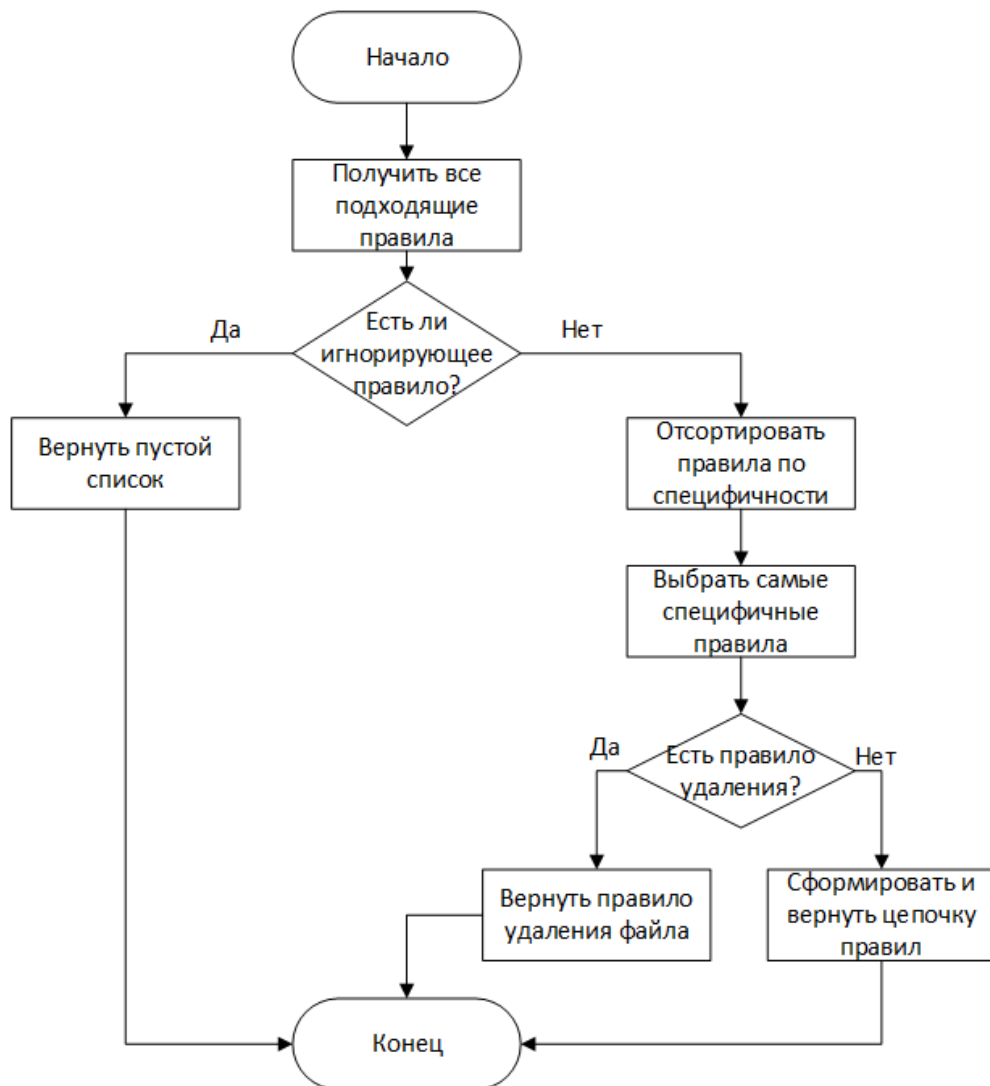 Начало
Получить все
подходящие
правила
Есть ли
игнорирующее
правило?
Да
Нет
Вернуть пустой
список
Отсортировать
правила по
специфичности
Выбрать самые
специфичные
правила
Есть правило
удаления?
Да
Нет
Вернуть правило
удаления файла
Сформировать и
вернуть цепочку
правил
Конец